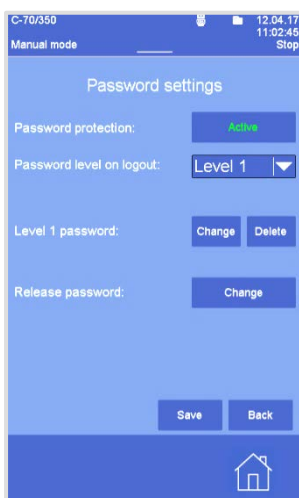 C-70/350
12.04.17
11:02:45
Manual mode
Stop
Password settings
Password protection: Active
Password level on logout: Level 1
Level 1 password: Change Delete
Release password: Change
Save Back